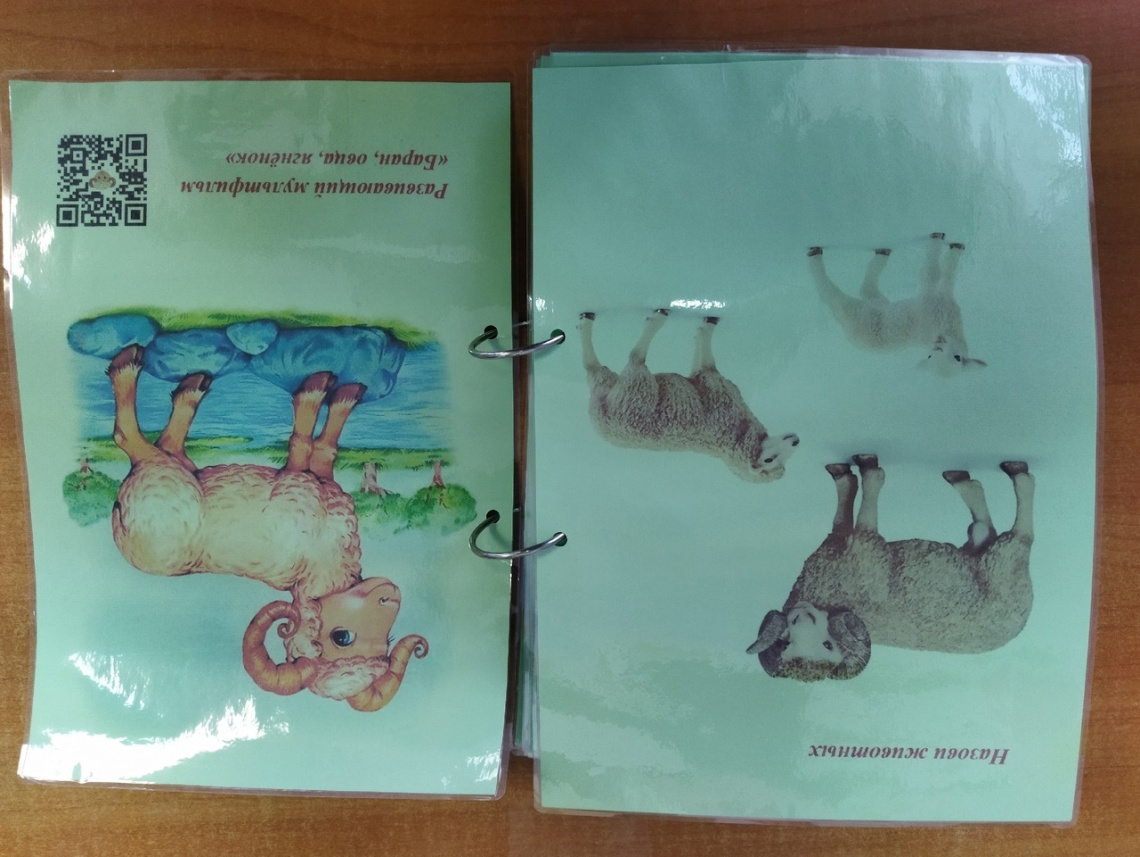 Назови животных
Развивающий мультфильм
«Баран, овца, ягнёнок»